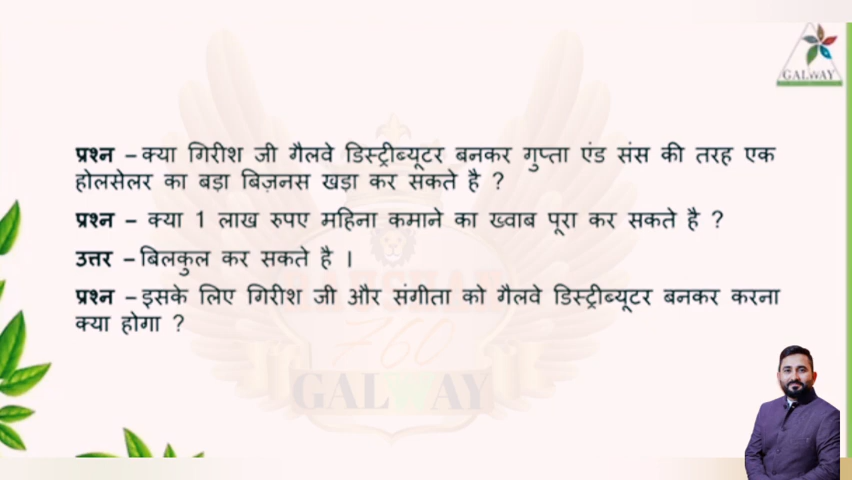 GALWAY
प्रश्न – क्या गिरीश जी गैलवे डिस्ट्रीब्यूटर बनकर गुप्ता एंड संस की तरह एक
होलसेलर का बड़ा बिज़नस खड़ा कर सकते है ?
प्रश्न – क्या 1 लाख रुपए महिना कमाने का ख्वाब पूरा कर सकते है ?
उत्तर – बिलकुल कर सकते है ।
प्रश्न – इसके लिए गिरीश जी और संगीता को गैलवे डिस्ट्रीब्यूटर बनकर करना
क्या होगा ?
760
GALWAY